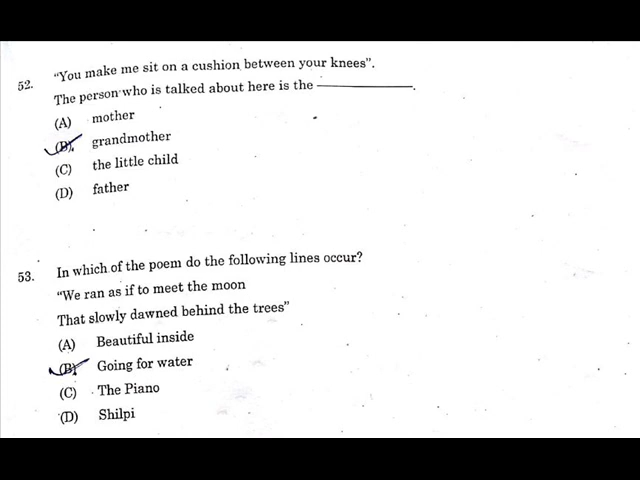 52. "You make me sit on a cushion between your knees".
The person who is talked about here is the ————.
(A) mother
(B) grandmother
(C) the little child
(D) father
53. In which of the poem do the following lines occur?
"We ran as if to meet the moon
That slowly dawned behind the trees"
(A) Beautiful inside
(B) Going for water
(C) The Piano
(D) Shilpi